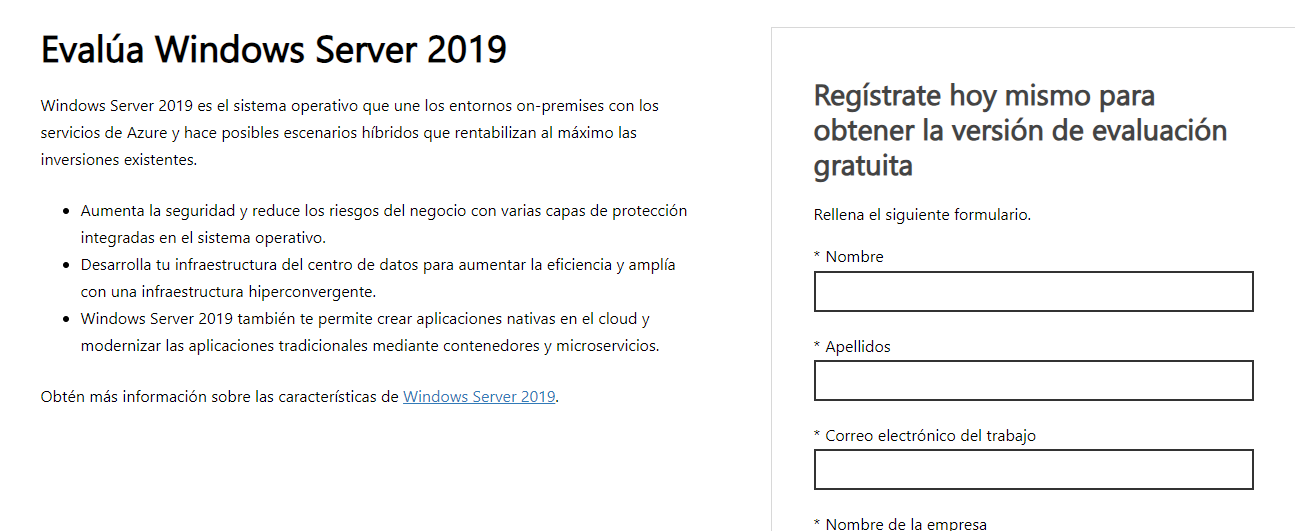 Evalúa Windows Server 2019
Windows Server 2019 es el sistema operativo que une los entornos on-premises con los
servicios de Azure y hace posibles escenarios híbridos que rentabilizan al máximo las
inversiones existentes.
• Aumenta la seguridad y reduce los riesgos del negocio con varias capas de protección
integradas en el sistema operativo.
• Desarrolla tu infraestructura del centro de datos para aumentar la eficiencia y amplía
con una infraestructura hiperconvergente.
• Windows Server 2019 también te permite crear aplicaciones nativas en el cloud y
modernizar las aplicaciones tradicionales mediante contenedores y microservicios.
Obtén más información sobre las características de Windows Server 2019.
Regístrate hoy mismo para
obtener la versión de evaluación
gratuita
Rellena el siguiente formulario.
* Nombre
* Apellidos
* Correo electrónico del trabajo
* Nombre de la empresa